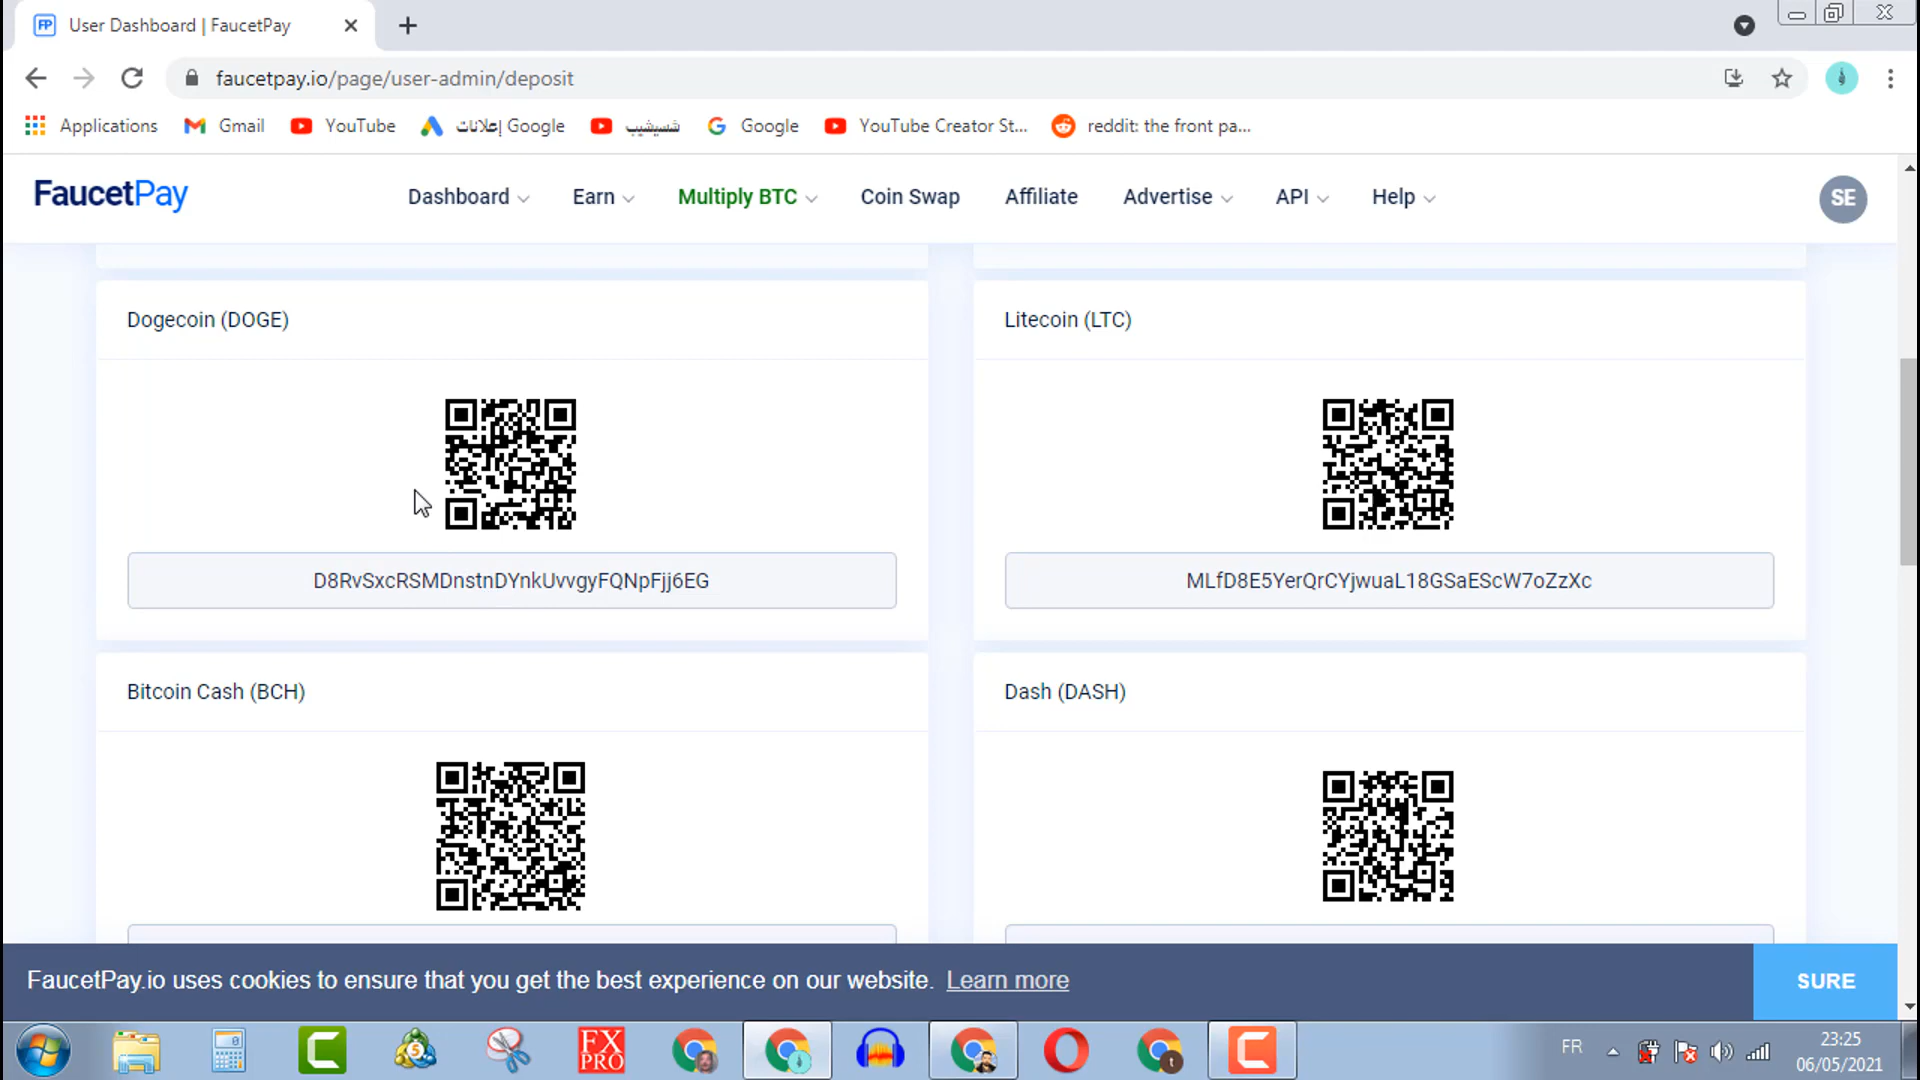 User Dashboard | FaucetPay
faucetpay.io/page/user-admin/deposit
Applications Gmail YouTube إعلانات Google شسيشيب Google YouTube Creator St... reddit: the front pa...
FaucetPay Dashboard Earn Multiply BTC Coin Swap Affiliate Advertise API Help SE
Dogecoin (DOGE)
Litecoin (LTC)
D8RvSxcRSMDnstnDYnkUvvgyFQNpFjj6EG
MLfD8E5YerQrCYjwuaL18GSaEScW7oZzXc
Bitcoin Cash (BCH)
Dash (DASH)
FaucetPay.io uses cookies to ensure that you get the best experience on our website. Learn more
SURE
FX
PRO
FR
23:25
06/05/2021